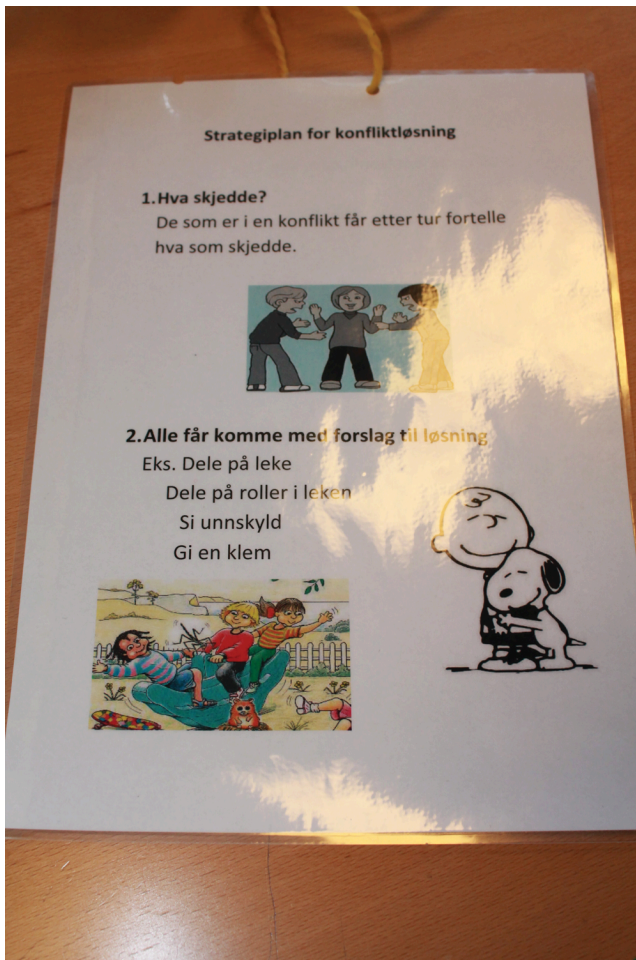 Strategiplan for konfliktløsning
1.Hva skjedde?
De som er i en konflikt får etter tur fortelle
hva som skjedde.
2.Alle får komme med forslag til løsning
Eks. Dele på leke
Dele på roller i leken
Si unnskyld
Gi en klem